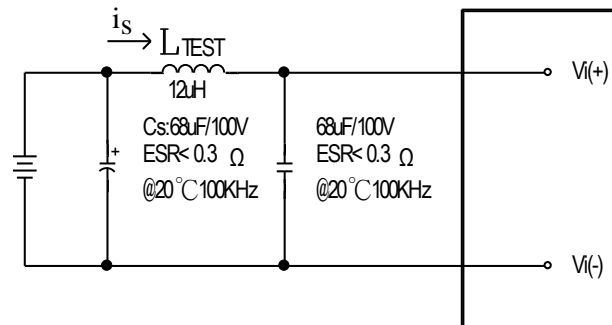 iS
LTEST
12uH
Vi(+)
Cs:68uF/100V
ESR< 0.3 Ω
@20℃100KHz
68uF/100V
ESR< 0.3 Ω
@20℃100KHz
+
Vi(-)